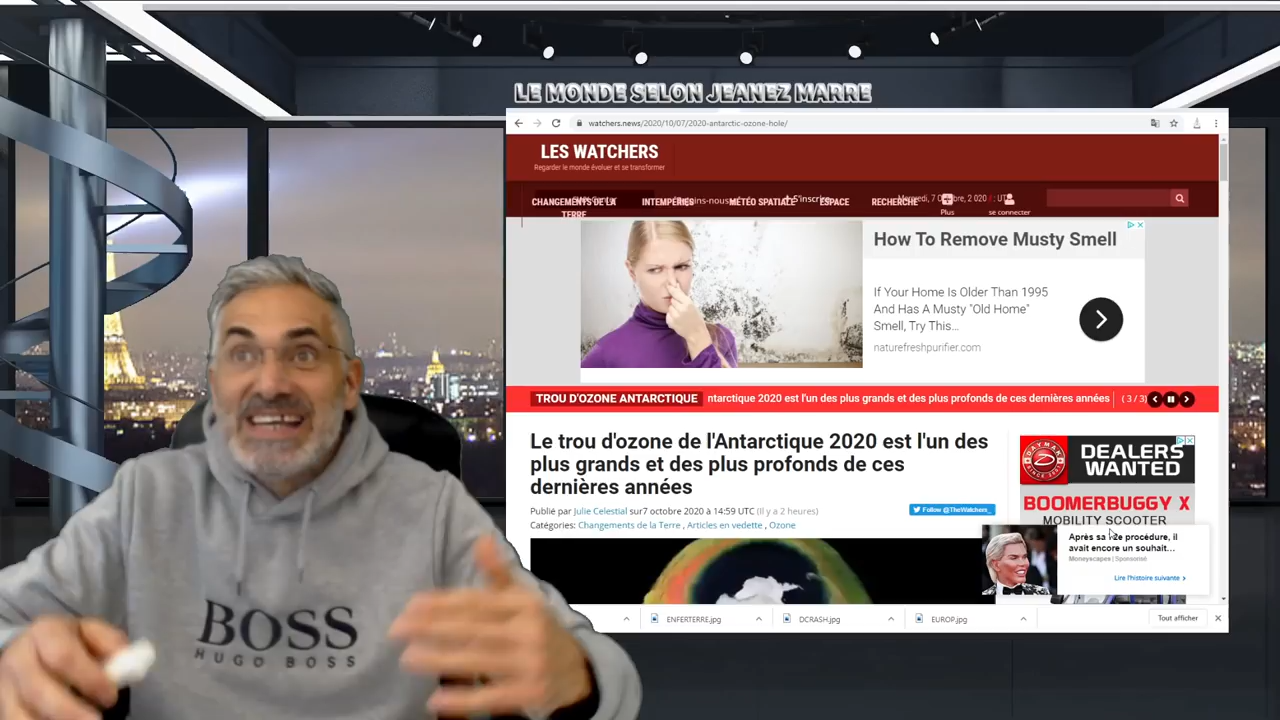 LE MONDE SELON JEANEZ MARRE
watchers.news/2020/10/07/2020-antarctic-ozone-hole/
LES WATCHERS
Regarder le monde évoluer et se transformer
CHANGEMENTS DE LA TERRE
INTEMPÉRIES
MÉTÉO SPATIALE
S'inscrire
ESPACE
RECHERCHE
Plus
se connecter
How To Remove Musty Smell
If Your Home Is Older Than 1995
And Has A Musty "Old Home"
Smell, Try This...
naturefreshpurifier.com
TROU D'OZONE ANTARCTIQUE
ntarctique 2020 est l'un des plus grands et des plus profonds de ces dernières années
( 3 / 3)
Le trou d'ozone de l'Antarctique 2020 est l'un des
plus grands et des plus profonds de ces
dernières années
Publié par Julie Celestial sur7 octobre 2020 à 14:59 UTC (Il y a 2 heures)
Follow @TheWatchers_
Catégories: Changements de la Terre , Articles en vedette , Ozone
DAYMAK
DEALERS
WANTED
BOOMERBUGGY X
MOBILITY SCOOTER
Après sa procédure, il
avait encore un souhait...
Moneyscapes | Sponsorisé
Lire l'histoire suivante >
ENFERTERRE.jpg
DCRASH.jpg
EUROP.jpg
Tout afficher
BOSS
HUGO BOSS